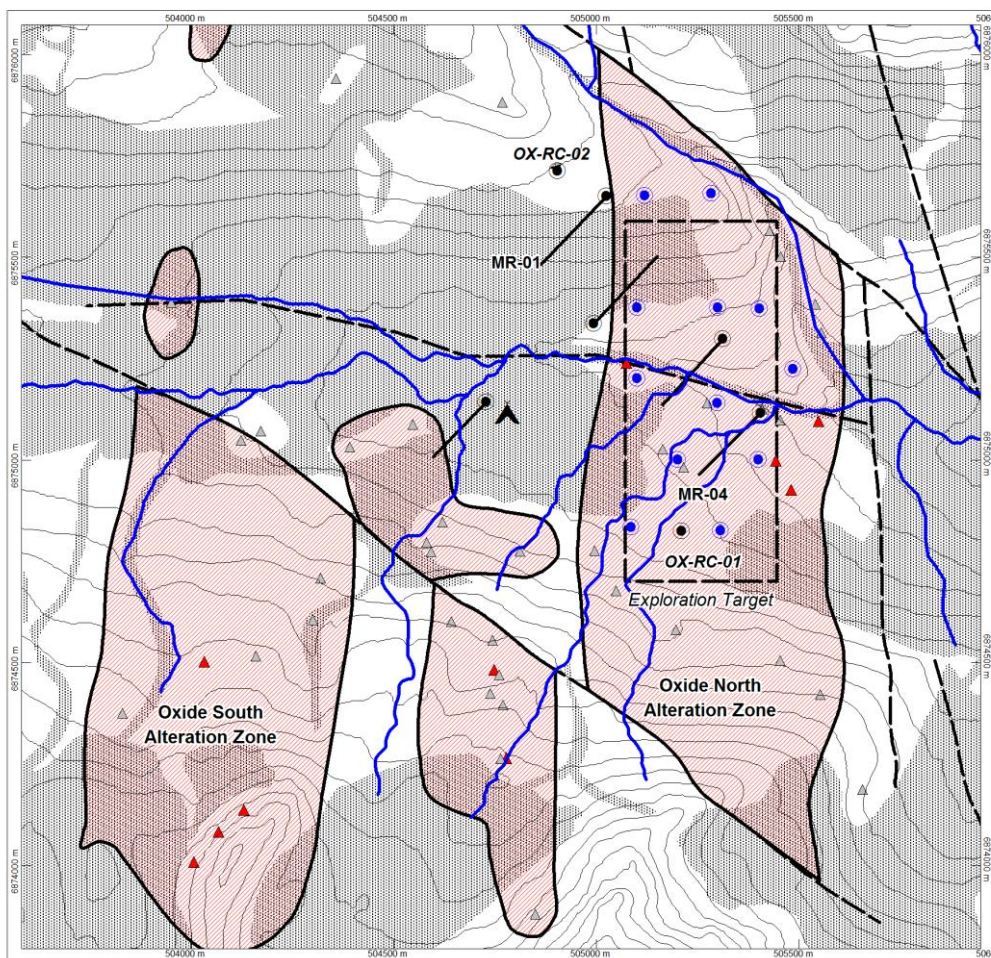 504000 m
504500 m
505000 m
505500 m
506
6876000 m
6876000 m
OX-RC-02
MR-01
6875500 m
6875500 m
6875000 m
6875000 m
MR-04
OX-RC-01
Exploration Target
6874500 m
6874500 m
Oxide South
Alteration Zone
Oxide North
Alteration Zone
6874000 m
6874000 m
504000 m
504500 m
505000 m
505500 m
506